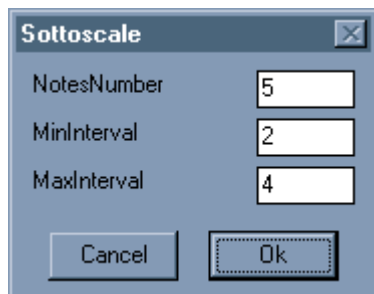 Sottoscale
NotesNumber 5
MinInterval 2
MaxInterval 4
Cancel Ok